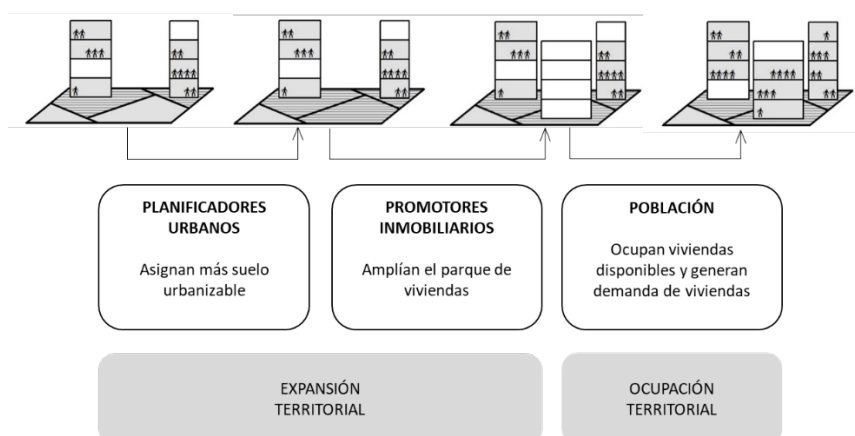 PLANIFICADORES
URBANOS
Asignan más suelo
urbanizable
PROMOTORES
INMOBILIARIOS
Amplían el parque de
viviendas
POBLACIÓN
Ocupan viviendas
disponibles y generan
demanda de viviendas
EXPANSIÓN
TERRITORIAL
OCUPACIÓN
TERRITORIAL